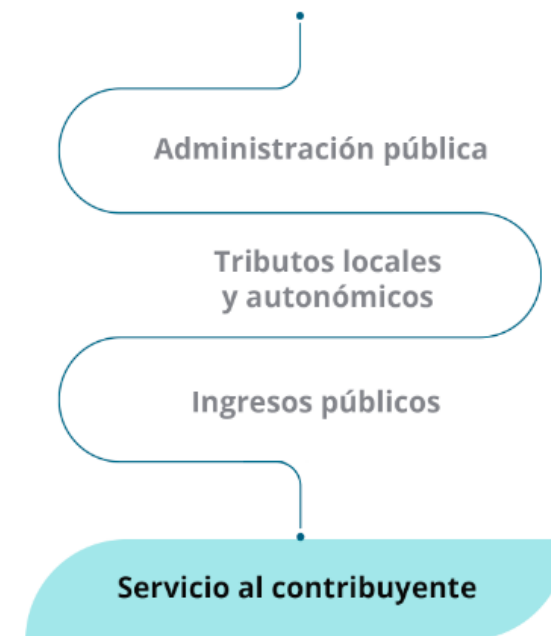 Administración pública
Tributos locales
y autonómicos
Ingresos públicos
Servicio al contribuyente